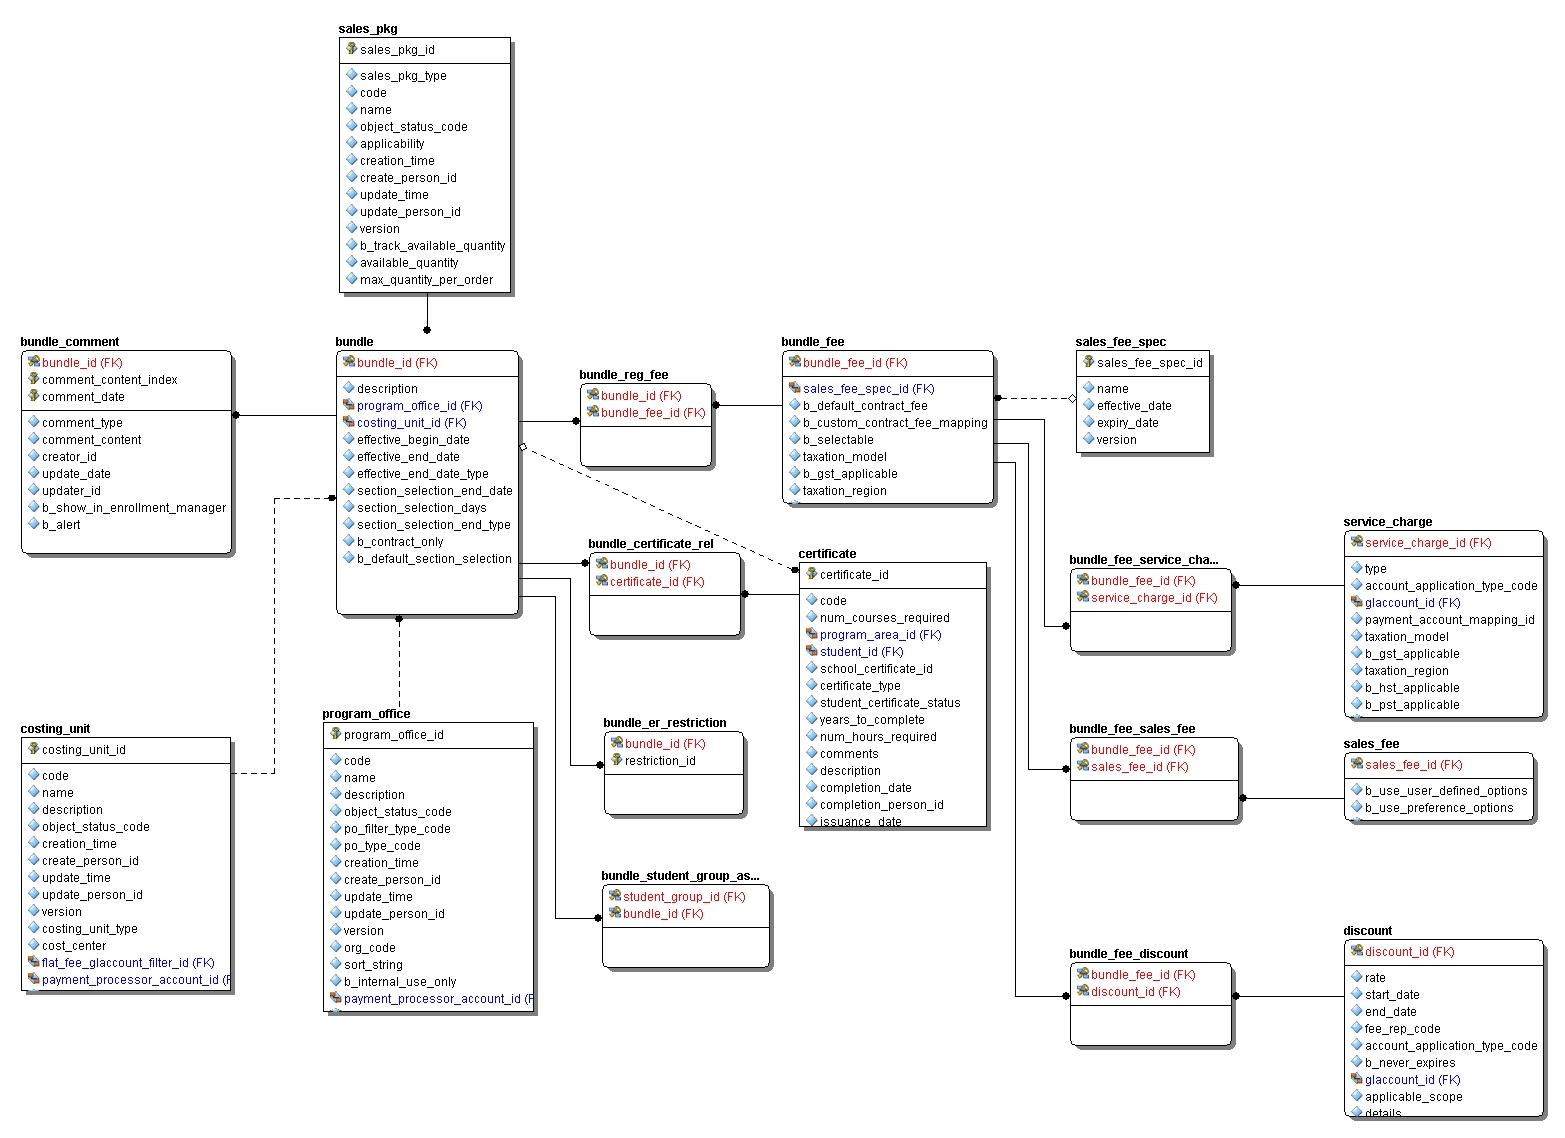 sales_pkg
sales_pkg_id
sales_pkg_type
code
name
object_status_code
applicability
creation_time
create_person_id
update_time
update_person_id
version
b_track_available_quantity
available_quantity
max_quantity_per_order
bundle_comment
bundle_id (FK)
comment_content_index
comment_date
comment_type
comment_content
creator_id
update_date
updater_id
b_show_in_enrollment_manager
b_alert
bundle
bundle_id (FK)
description
program_office_id (FK)
costing_unit_id (FK)
effective_begin_date
effective_end_date
effective_end_date_type
section_selection_end_date
section_selection_days
section_selection_end_type
b_contract_only
b_default_section_selection
bundle_reg_fee
bundle_id (FK)
bundle_fee_id (FK)
bundle_fee
bundle_fee_id (FK)
sales_fee_spec_id (FK)
b_default_contract_fee
b_custom_contract_fee_mapping
b_selectable
taxation_model
b_gst_applicable
taxation_region
sales_fee_spec
sales_fee_spec_id
name
effective_date
expiry_date
version
bundle_certificate_rel
bundle_id (FK)
certificate_id (FK)
certificate
certificate_id
code
num_courses_required
program_area_id (FK)
student_id (FK)
school_certificate_id
certificate_type
student_certificate_status
years_to_complete
num_hours_required
comments
description
completion_date
completion_person_id
issuance_date
bundle_fee_service_cha...
bundle_fee_id (FK)
service_charge_id (FK)
service_charge
service_charge_id (FK)
type
account_application_type_code
glaccount_id (FK)
payment_account_mapping_id
taxation_model
b_gst_applicable
taxation_region
b_hst_applicable
b_pst_applicable
costing_unit
costing_unit_id
code
name
description
object_status_code
creation_time
create_person_id
update_time
update_person_id
version
costing_unit_type
cost_center
flat_fee_glaccount_filter_id (FK)
payment_processor_account_id (F
program_office
program_office_id
code
name
description
object_status_code
po_filter_type_code
po_type_code
creation_time
create_person_id
update_time
update_person_id
version
org_code
sort_string
b_internal_use_only
payment_processor_account_id (F
bundle_er_restriction
bundle_id (FK)
restriction_id
bundle_student_group_as...
student_group_id (FK)
bundle_id (FK)
bundle_fee_sales_fee
bundle_fee_id (FK)
sales_fee_id (FK)
sales_fee
sales_fee_id (FK)
b_use_user_defined_options
b_use_preference_options
bundle_fee_discount
bundle_fee_id (FK)
discount_id (FK)
discount
discount_id (FK)
rate
start_date
end_date
fee_rep_code
account_application_type_code
b_never_expires
glaccount_id (FK)
applicable_scope
details